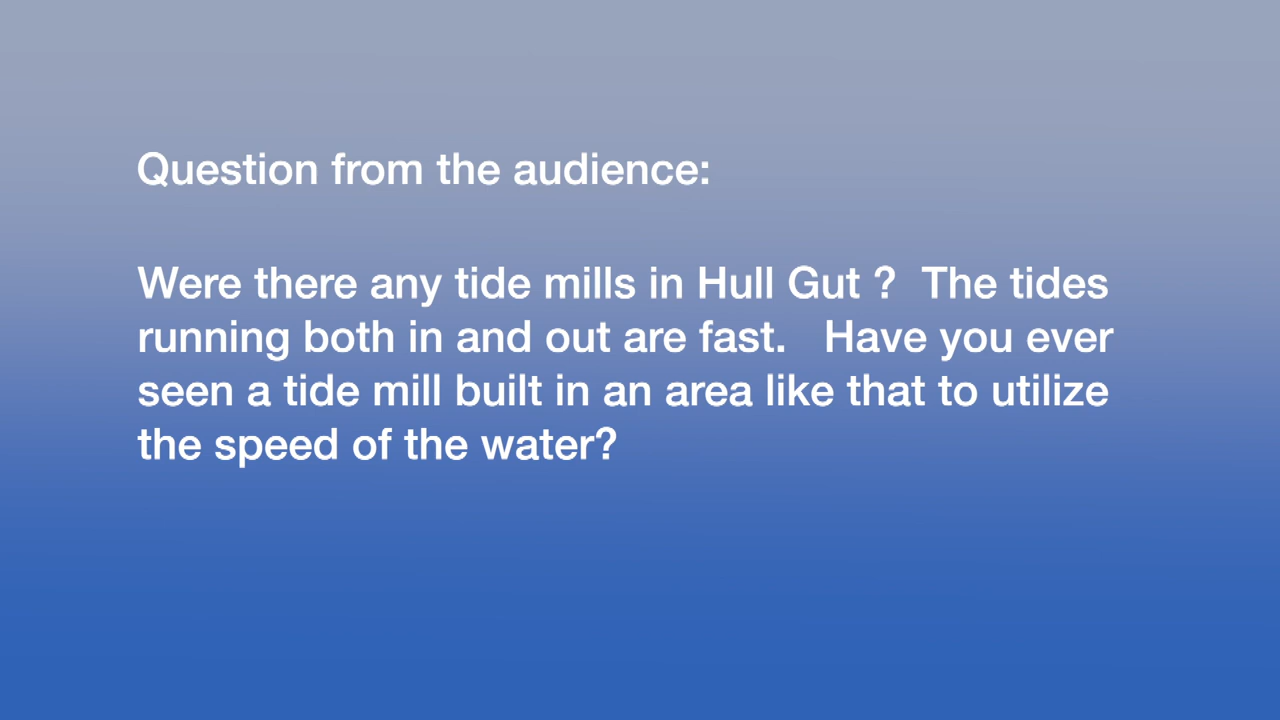 Question from the audience:
Were there any tide mills in Hull Gut ?  The tides
running both in and out are fast.   Have you ever
seen a tide mill built in an area like that to utilize
the speed of the water?